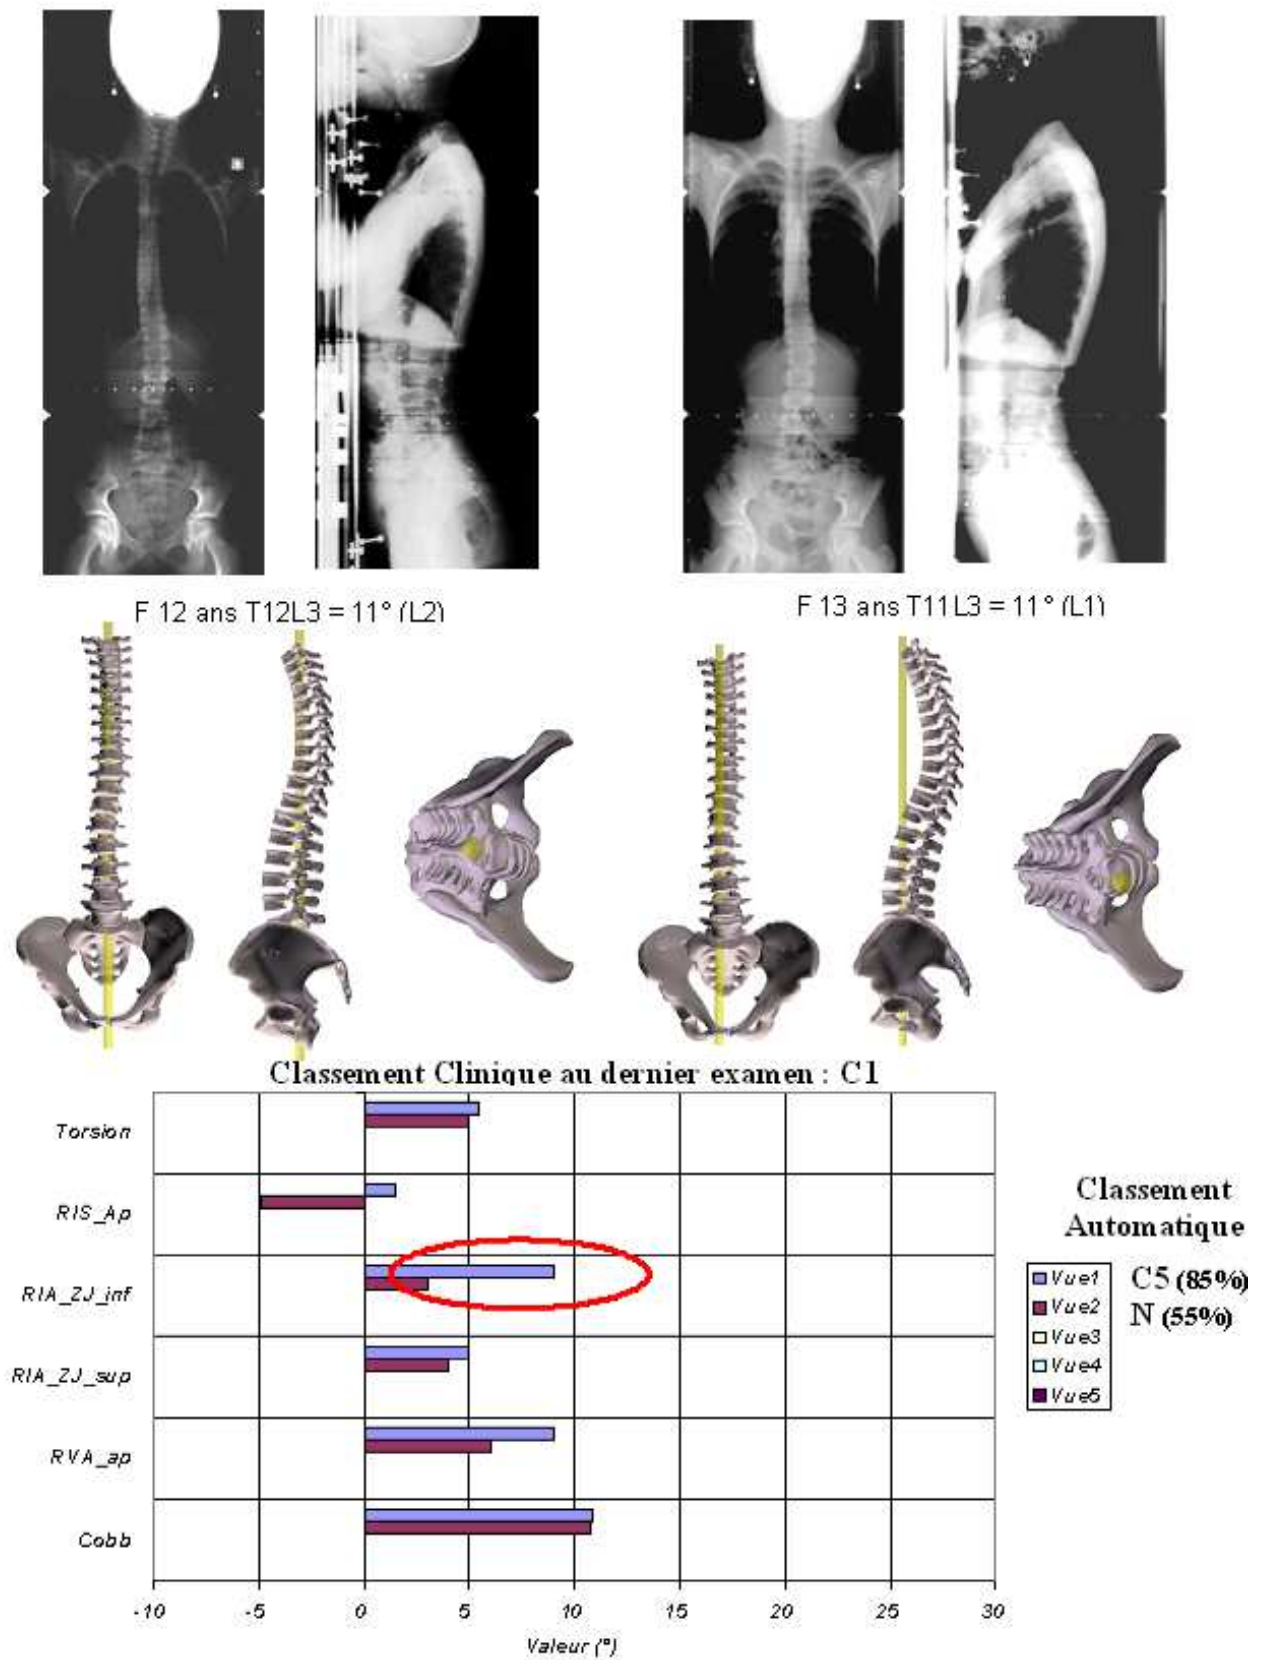 F 12 ans T12L3 = 11° (L2)
F 13 ans T11L3 = 11° (L1)
Classement Clinique au dernier examen : C1
Torsion
RIS_Ap
RIA_ZJ_inf
RIA_ZJ_sup
RVA_ap
Cobb
-10 -5 0 5 10 15 20 25 30
Valeur (°)
Classement
Automatique
Vue1
Vue2
Vue3
Vue4
Vue5
C5 (85%)
N (55%)